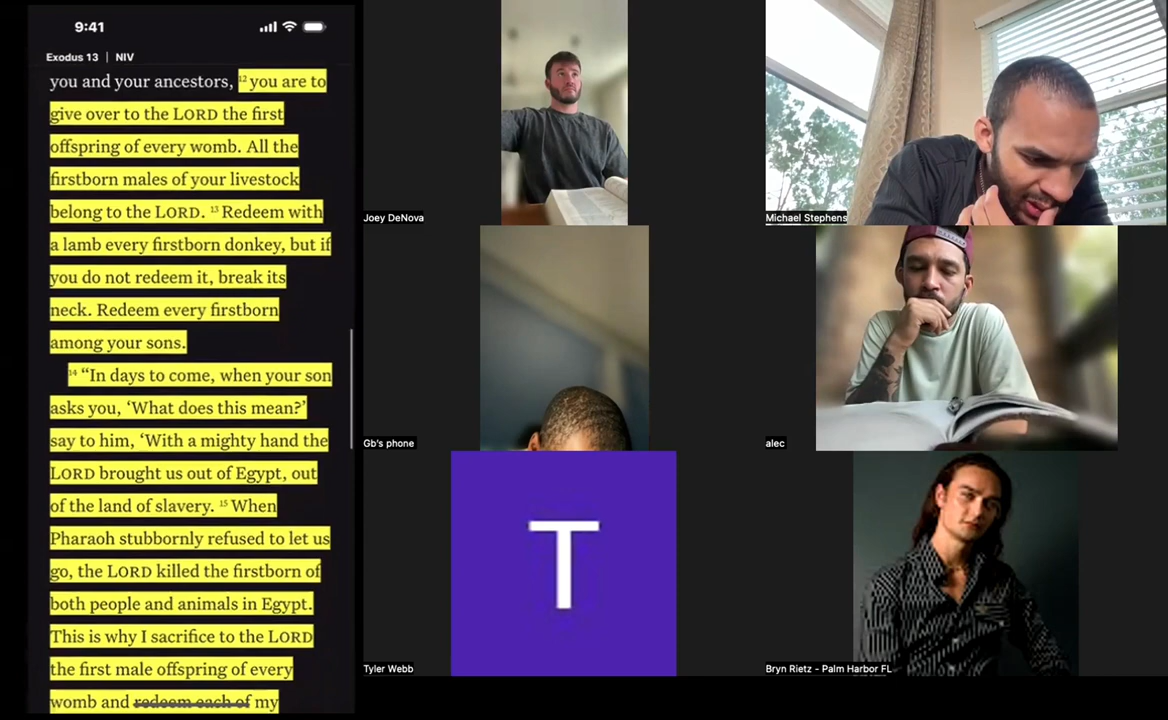 9:41
Exodus 13 | NIV
you and your ancestors, 12 you are to
give over to the LORD the first
offspring of every womb. All the
firstborn males of your livestock
belong to the LORD. 13 Redeem with
a lamb every firstborn donkey, but if
you do not redeem it, break its
neck. Redeem every firstborn
among your sons.
14 “In days to come, when your son
asks you, ‘What does this mean?’
say to him, ‘With a mighty hand the
LORD brought us out of Egypt, out
of the land of slavery. 15 When
Pharaoh stubbornly refused to let us
go, the LORD killed the firstborn of
both people and animals in Egypt.
This is why I sacrifice to the LORD
the first male offspring of every
womb and redeem each of my
Joey DeNova
Michael Stephens
Gb's phone
alec
T
Tyler Webb
Bryn Rietz - Palm Harbor FL